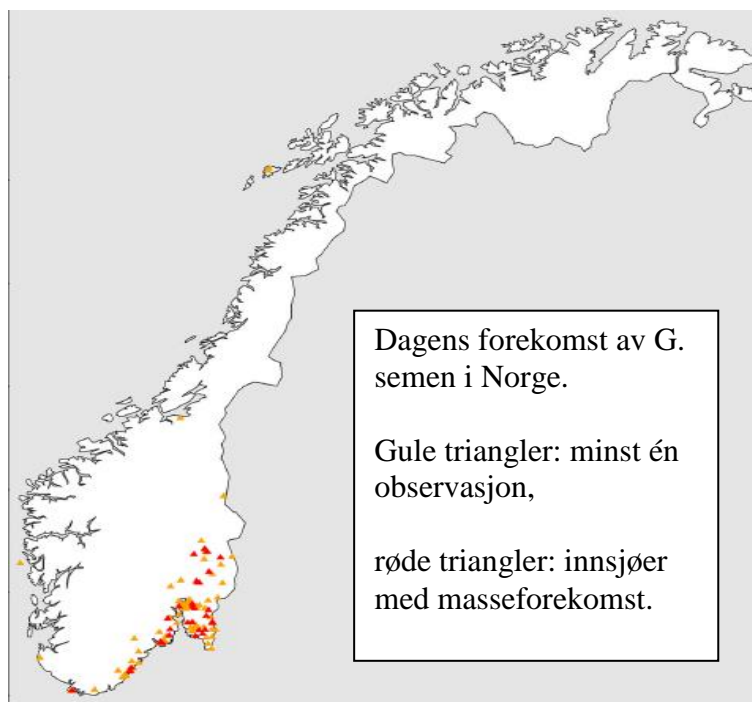 Dagens forekomst av G.
semen i Norge.
Gule triangler: minst én
observasjon,
røde triangler: innsjøer
med masseforekomst.